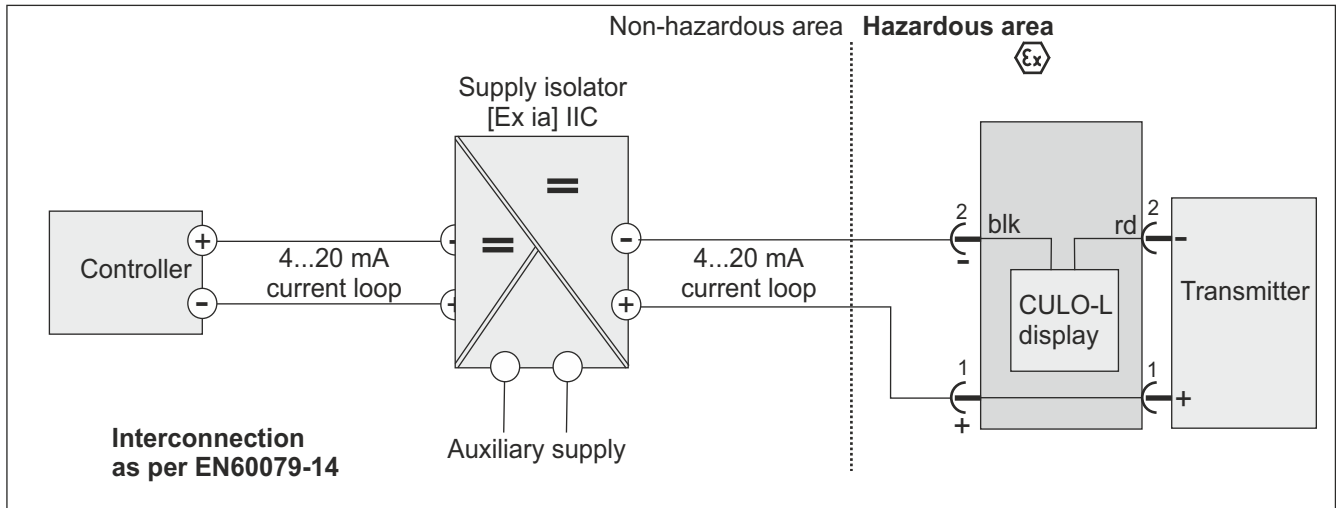 Non-hazardous area
Hazardous area
Ex
Supply isolator
[Ex ia] IIC
=
=
Controller
+
-
4...20 mA
current loop
-
+
-
+
4...20 mA
current loop
2
-
blk
rd
2
-
CULO-L
display
Transmitter
1
+
1
+
Auxiliary supply
Interconnection
as per EN60079-14